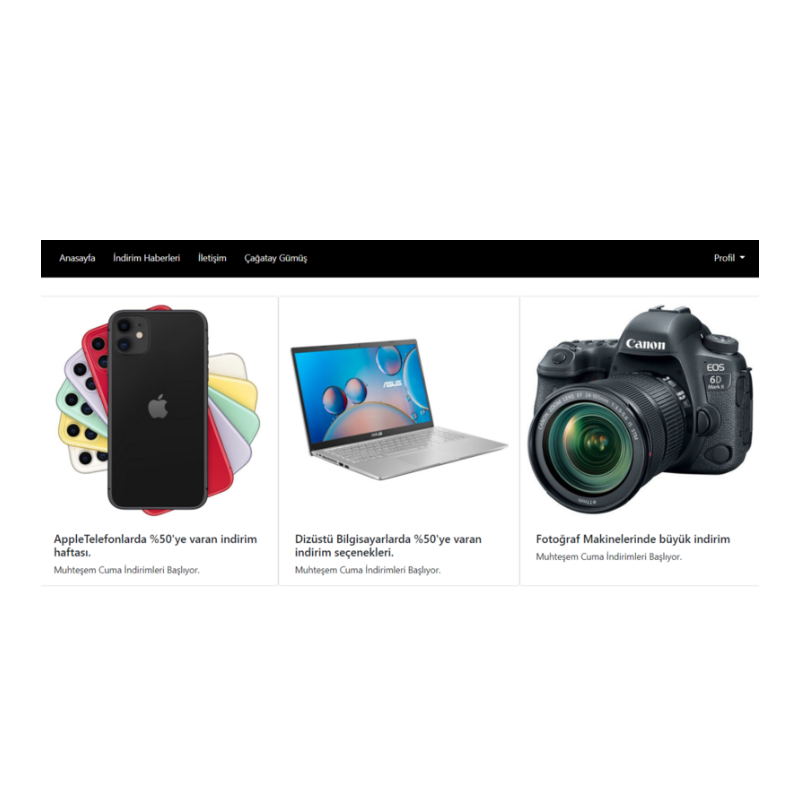 Anasayfa İndirim Haberleri İletişim Çağatay Gümüş Profil
ASUS
Canon
EOS
6D
Mark II
AppleTelefonlarda %50'ye varan indirim
haftası.
Muhteşem Cuma İndirimleri Başlıyor.
Dizüstü Bilgisayarlarda %50'ye varan
indirim seçenekleri.
Muhteşem Cuma İndirimleri Başlıyor.
Fotoğraf Makinelerinde büyük indirim
Muhteşem Cuma İndirimleri Başlıyor.